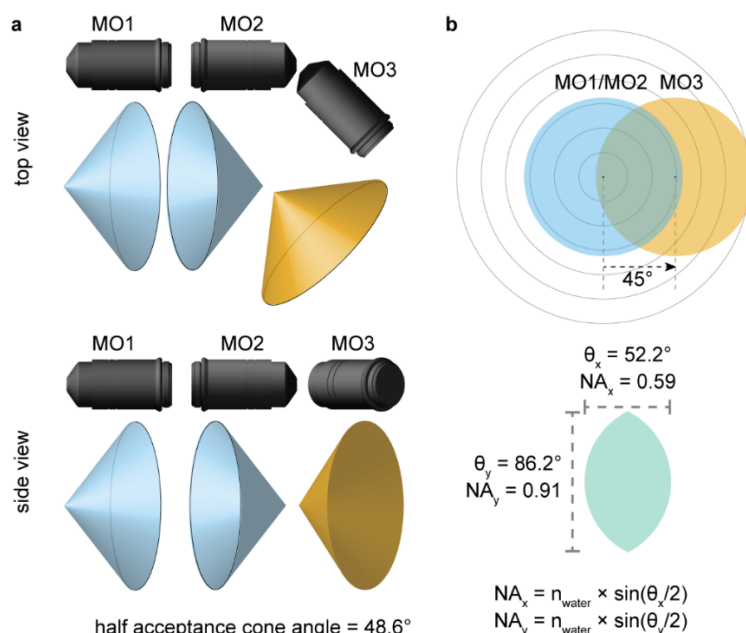 a
MO1
MO2
MO3
top view
MO1
MO2
MO3
side view
half acceptance cone angle = 48.6°
b
MO1/MO2
MO3
45°
θx = 52.2°
NAx = 0.59
θy = 86.2°
NAy = 0.91
NAx = nwater × sin(θx/2)
NAy = nwater × sin(θy/2)